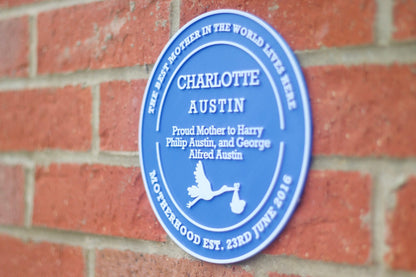 THE BEST MOTHER IN THE WORLD LIVES HERE
CHARLOTTE
AUSTIN
Proud Mother to Harry
Philip Austin, and George
Alfred Austin
MOTHERHOOD EST. 23RD JUNE 2016